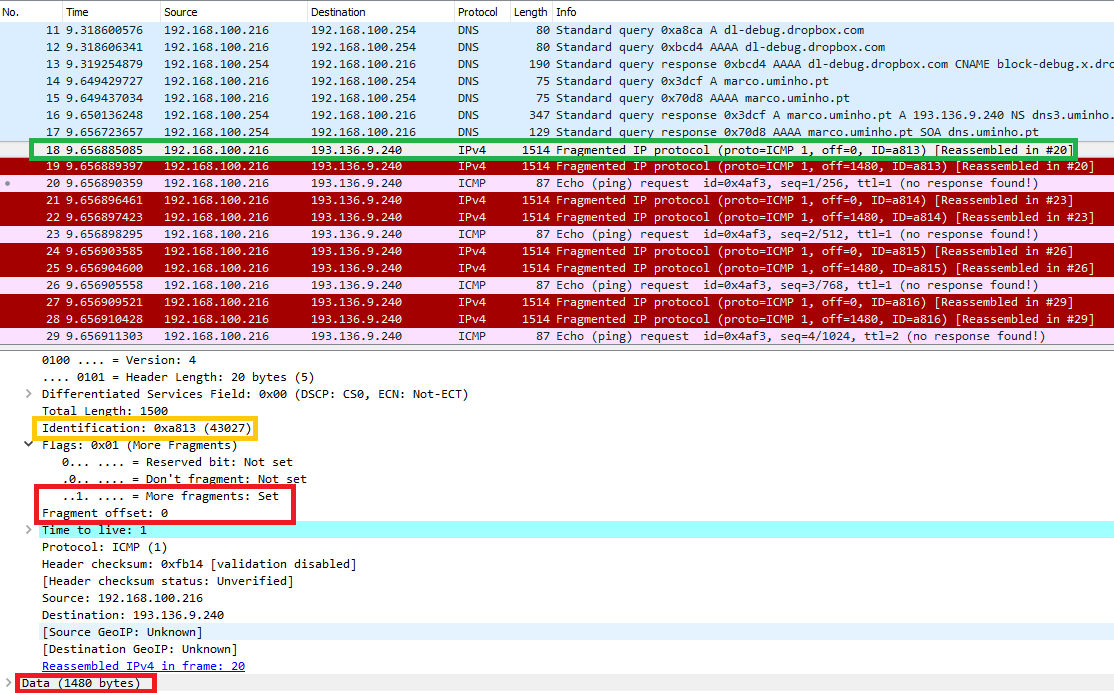 No. Time Source Destination Protocol Length Info
11 9.318600576 192.168.100.216 192.168.100.254 DNS 80 Standard query 0xa8ca A dl-debug.dropbox.com
12 9.318606341 192.168.100.216 192.168.100.254 DNS 80 Standard query 0xbcd4 AAAA dl-debug.dropbox.com
13 9.319254879 192.168.100.254 192.168.100.216 DNS 190 Standard query response 0xbcd4 AAAA dl-debug.dropbox.com CNAME block-debug.x.dro
14 9.649429727 192.168.100.216 192.168.100.254 DNS 75 Standard query 0x3dcf A marco.uminho.pt
15 9.649437034 192.168.100.216 192.168.100.254 DNS 75 Standard query 0x70d8 AAAA marco.uminho.pt
16 9.650136248 192.168.100.254 192.168.100.216 DNS 347 Standard query response 0x3dcf A marco.uminho.pt A 193.136.9.240 NS dns3.uminho.
17 9.656723657 192.168.100.254 192.168.100.216 DNS 129 Standard query response 0x70d8 AAAA marco.uminho.pt SOA dns.uminho.pt
18 9.656885085 192.168.100.216 193.136.9.240 IPv4 1514 Fragmented IP protocol (proto=ICMP 1, off=0, ID=a813) [Reassembled in #20]
19 9.656889397 192.168.100.216 193.136.9.240 IPv4 1514 Fragmented IP protocol (proto=ICMP 1, off=1480, ID=a813) [Reassembled in #20]
20 9.656890359 192.168.100.216 193.136.9.240 ICMP 87 Echo (ping) request id=0x4af3, seq=1/256, ttl=1 (no response found!)
21 9.656896461 192.168.100.216 193.136.9.240 IPv4 1514 Fragmented IP protocol (proto=ICMP 1, off=0, ID=a814) [Reassembled in #23]
22 9.656897423 192.168.100.216 193.136.9.240 IPv4 1514 Fragmented IP protocol (proto=ICMP 1, off=1480, ID=a814) [Reassembled in #23]
23 9.656898295 192.168.100.216 193.136.9.240 ICMP 87 Echo (ping) request id=0x4af3, seq=2/512, ttl=1 (no response found!)
24 9.656903585 192.168.100.216 193.136.9.240 IPv4 1514 Fragmented IP protocol (proto=ICMP 1, off=0, ID=a815) [Reassembled in #26]
25 9.656904600 192.168.100.216 193.136.9.240 IPv4 1514 Fragmented IP protocol (proto=ICMP 1, off=1480, ID=a815) [Reassembled in #26]
26 9.656905558 192.168.100.216 193.136.9.240 ICMP 87 Echo (ping) request id=0x4af3, seq=3/768, ttl=1 (no response found!)
27 9.656909521 192.168.100.216 193.136.9.240 IPv4 1514 Fragmented IP protocol (proto=ICMP 1, off=0, ID=a816) [Reassembled in #29]
28 9.656910428 192.168.100.216 193.136.9.240 IPv4 1514 Fragmented IP protocol (proto=ICMP 1, off=1480, ID=a816) [Reassembled in #29]
29 9.656911303 192.168.100.216 193.136.9.240 ICMP 87 Echo (ping) request id=0x4af3, seq=4/1024, ttl=2 (no response found!)
0100 .... = Version: 4
.... 0101 = Header Length: 20 bytes (5)
Differentiated Services Field: 0x00 (DSCP: CS0, ECN: Not-ECT)
Total Length: 1500
Identification: 0xa813 (43027)
Flags: 0x01 (More Fragments)
0... .... = Reserved bit: Not set
.0.. .... = Don't fragment: Not set
..1. .... = More fragments: Set
Fragment offset: 0
Time to live: 1
Protocol: ICMP (1)
Header checksum: 0xfb14 [validation disabled]
[Header checksum status: Unverified]
Source: 192.168.100.216
Destination: 193.136.9.240
[Source GeoIP: Unknown]
[Destination GeoIP: Unknown]
Reassembled IPv4 in frame: 20
Data (1480 bytes)